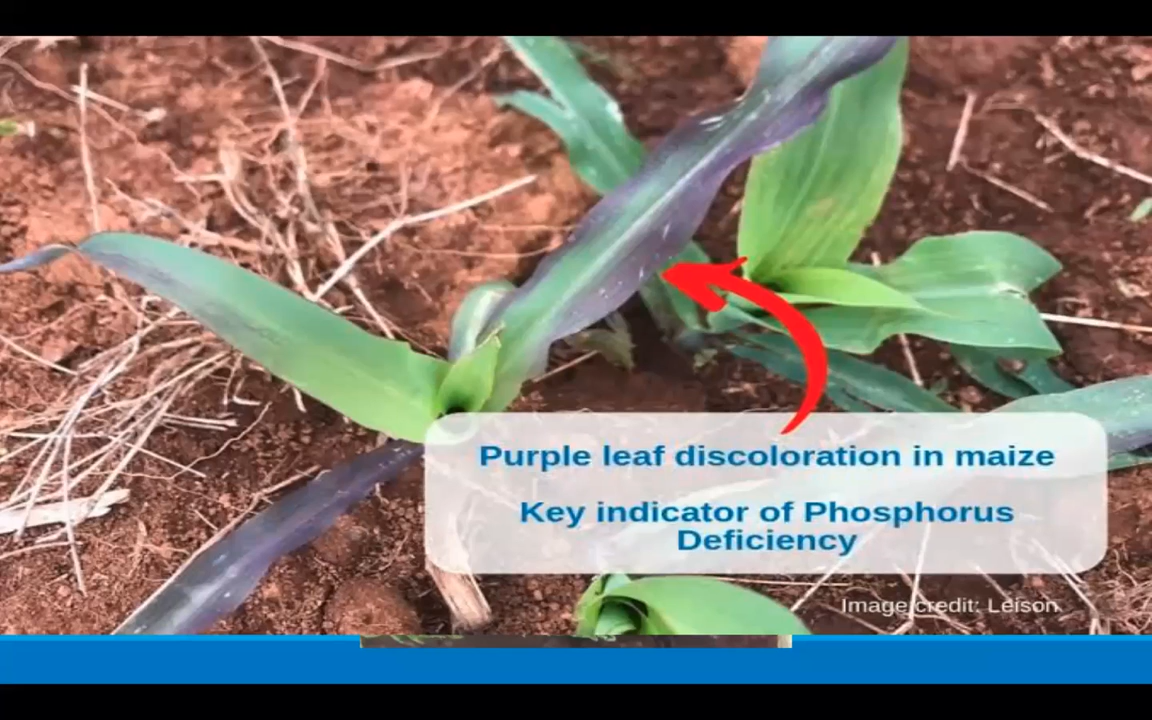 Purple leaf discoloration in maize
Key indicator of Phosphorus
Deficiency
Image credit: Leison